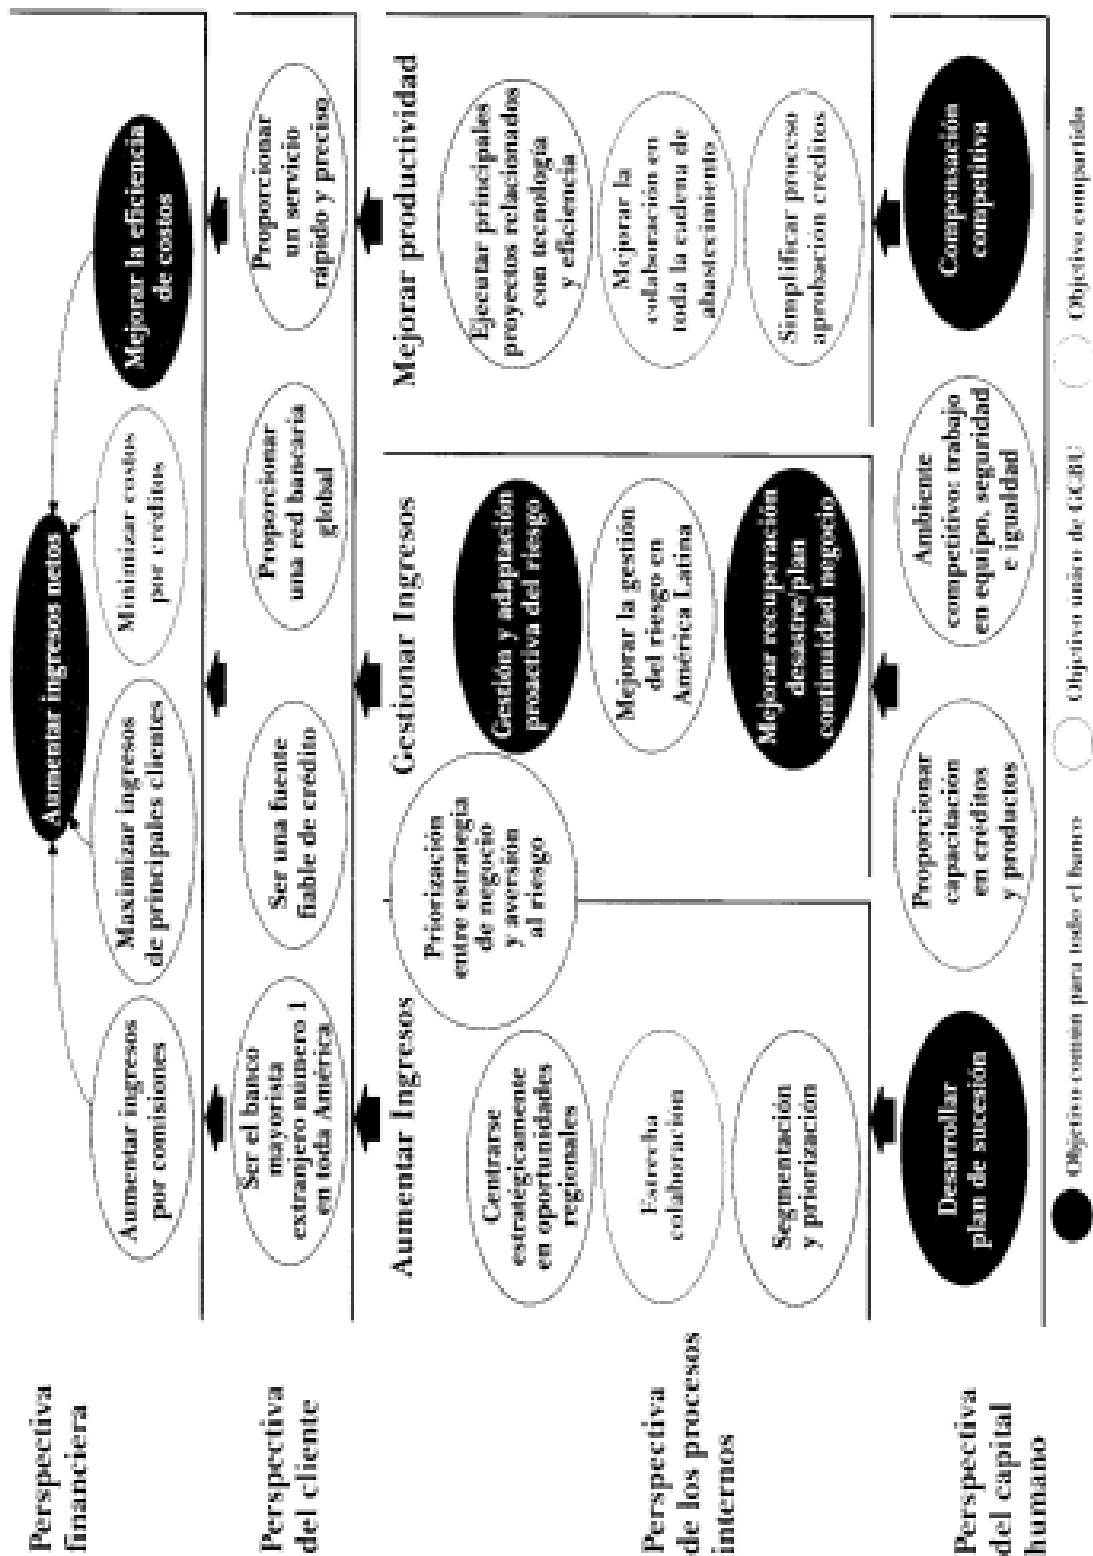 Perspectiva
financiera
Aumentar ingresos netos
Aumentar ingresos
por comisiones
Maximizar ingresos
de principales clientes
Minimizar costos
por créditos
Mejorar la eficiencia
de costos
Perspectiva
del cliente
Ser el banco
mayorista
extranjero número 1
en toda América
Ser una fuente
fiable de crédito
Proporcionar
una red bancaria
global
Proporcionar
un servicio
rápido y preciso
Perspectiva
de los procesos
internos
Aumentar Ingresos
Centrarse
estratégicamente
en oportunidades
regionales
Estrecha
colaboración
Segmentación
y priorización
Priorización
entre estrategia
de negocio
y aversión
al riesgo
Gestionar Ingresos
Gestión y adaptación
proactiva del riesgo
Mejorar la gestión
del riesgo en
América Latina
Mejorar recuperación
desastre/plan
continuidad negocio
Mejorar productividad
Ejecutar principales
proyectos relacionados
con tecnología
y eficiencia
Mejorar la
colaboración en
toda la cadena de
abastecimiento
Simplificar proceso
aprobación créditos
Perspectiva
del capital
humano
Desarrollar
plan de sucesión
Proporcionar
capacitación
en créditos
y productos
Ambiente
competitivo: trabajo
en equipo, seguridad
e igualdad
Compensación
competitiva
Objetivo común para todo el banco
Objetivo único de GCBU
Objetivo compartido